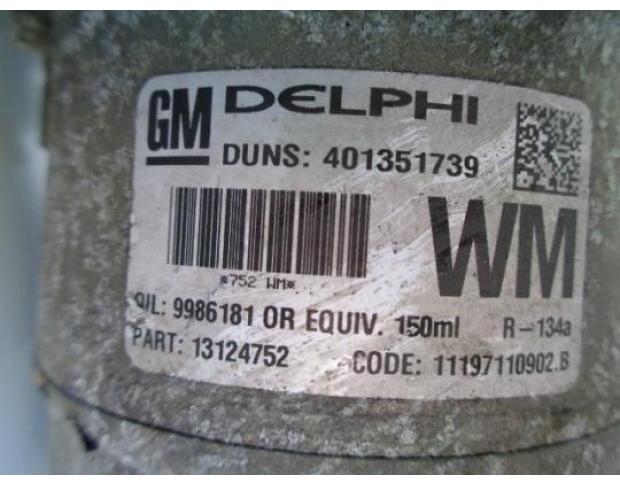 GM DELPHI
DUNS: 401351739
*752 WM*
WM
OIL: 9986181 OR EQUIV. 150ml R-134a
PART: 13124752 CODE: 11197110902.B